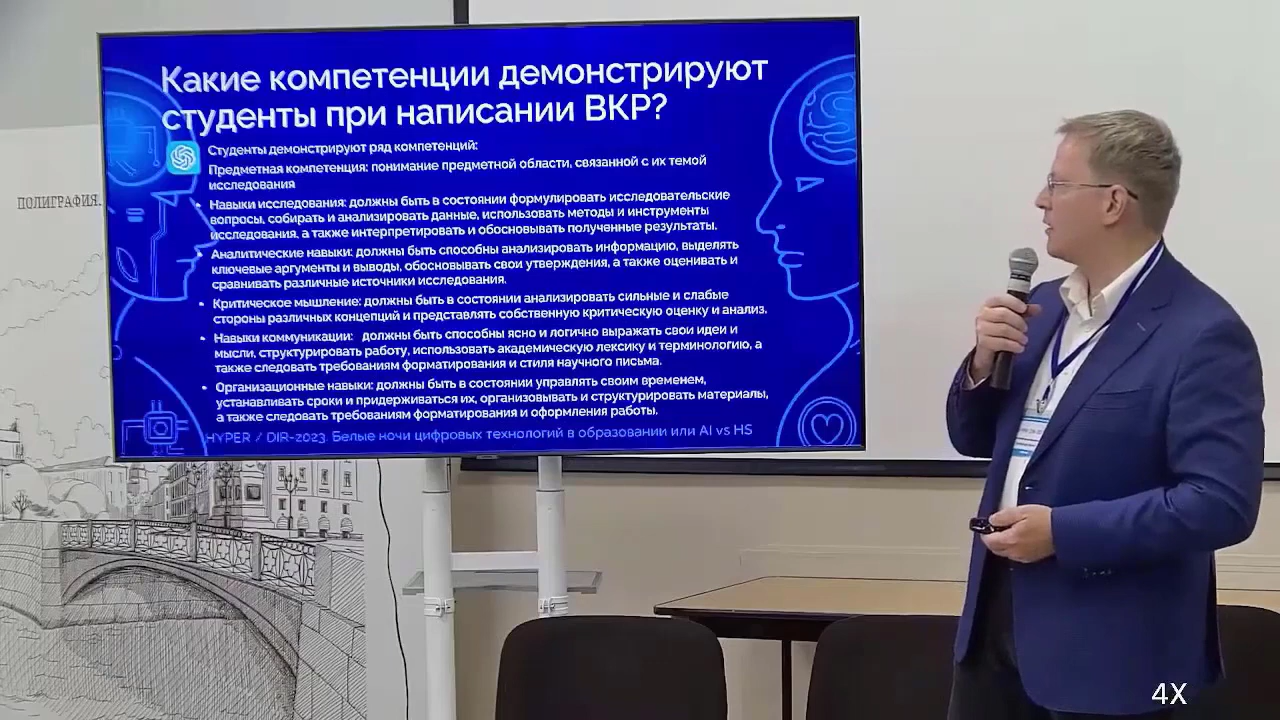 Какие компетенции демонстрируют
студенты при написании ВКР?
Студенты демонстрируют ряд компетенций:
Предметная компетенция: понимание предметной области, связанной с их темой
исследования
• Навыки исследования: должны быть в состоянии формулировать исследовательские
вопросы, собирать и анализировать данные, использовать методы и инструменты
исследования, а также интерпретировать и обосновывать полученные результаты.
• Аналитические навыки: должны быть способны анализировать информацию, выделять
ключевые аргументы и выводы, обосновывать свои утверждения, а также оценивать и
сравнивать различные источники исследования.
• Критическое мышление: должны быть в состоянии анализировать сильные и слабые
стороны различных концепций и представлять собственную критическую оценку и анализ.
• Навыки коммуникации: должны быть способны ясно и логично выражать свои идеи и
мысли, структурировать работу, использовать академическую лексику и терминологию, а
также следовать требованиям форматирования и стиля научного письма.
• Организационные навыки: должны быть в состоянии управлять своим временем,
устанавливать сроки и придерживаться их, организовывать и структурировать материалы,
а также следовать требованиям форматирования и оформления работы.
HYPER / DIR-2023. Белые ночи цифровых технологий в образовании или AI vs HS
ПОЛИГРАФИЯ.
4X